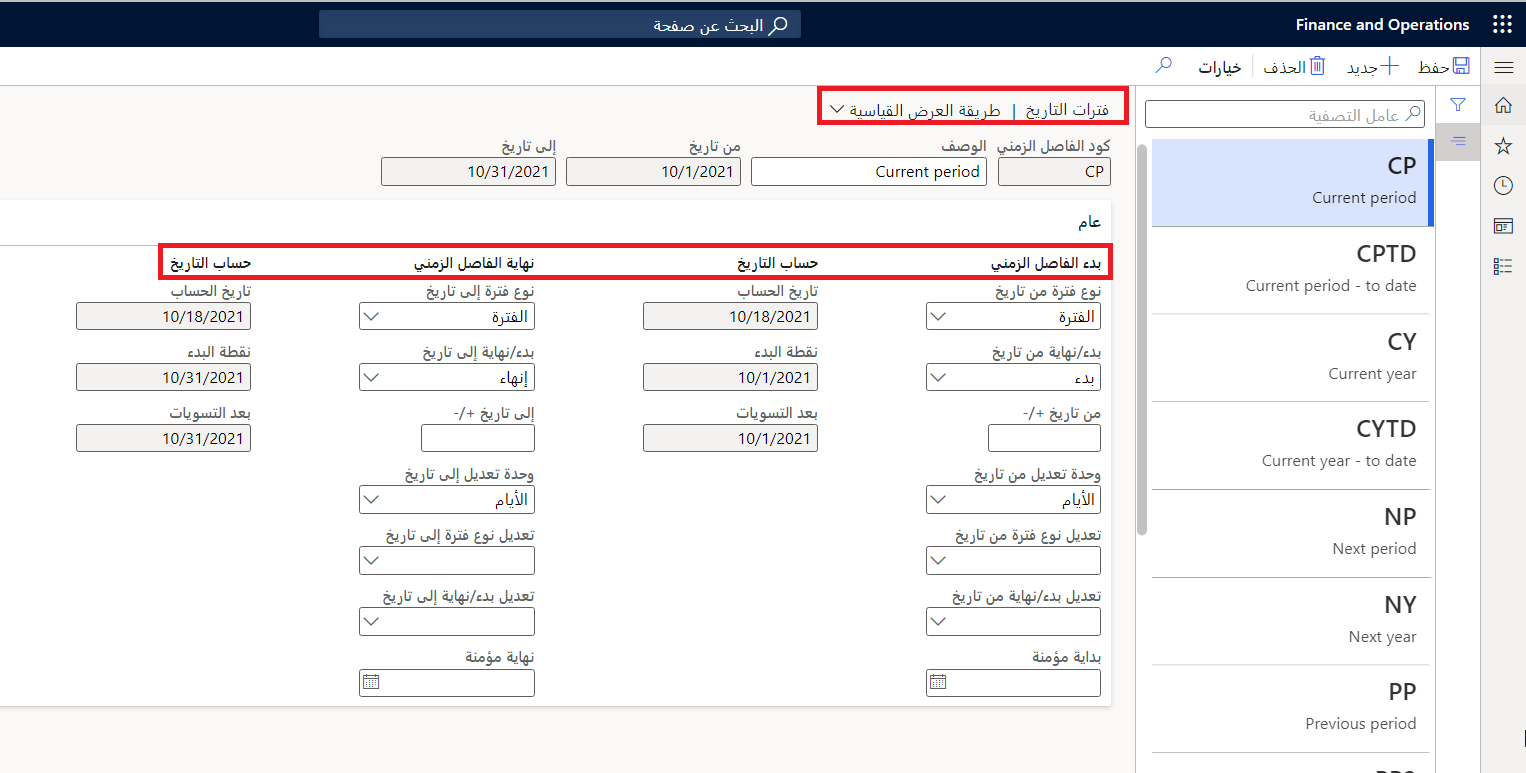 Finance and Operations
البحث عن صفحة
حفظ
جديد
الحذف
خيارات
عامل التصفية
CP
Current period
CPTD
Current period - to date
CY
Current year
CYTD
Current year - to date
NP
Next period
NY
Next year
PP
Previous period
فترات التاريخ | طريقة العرض القياسية
كود الفاصل الزمني الوصف من تاريخ إلى تاريخ
CP Current period 10/1/2021 10/31/2021
عام
بدء الفاصل الزمني حساب التاريخ نهاية الفاصل الزمني حساب التاريخ
نوع فترة من تاريخ تاريخ الحساب نوع فترة إلى تاريخ تاريخ الحساب
الفترة 10/18/2021 الفترة 10/18/2021
بدء/نهاية من تاريخ نقطة البدء بدء/نهاية إلى تاريخ نقطة البدء
بدء 10/1/2021 إنهاء 10/31/2021
من تاريخ +/- بعد التسويات إلى تاريخ +/- بعد التسويات
10/1/2021 10/31/2021
وحدة تعديل من تاريخ وحدة تعديل إلى تاريخ
الأيام الأيام
تعديل نوع فترة من تاريخ تعديل نوع فترة إلى تاريخ
تعديل بدء/نهاية من تاريخ تعديل بدء/نهاية إلى تاريخ
بداية مؤمنة نهاية مؤمنة